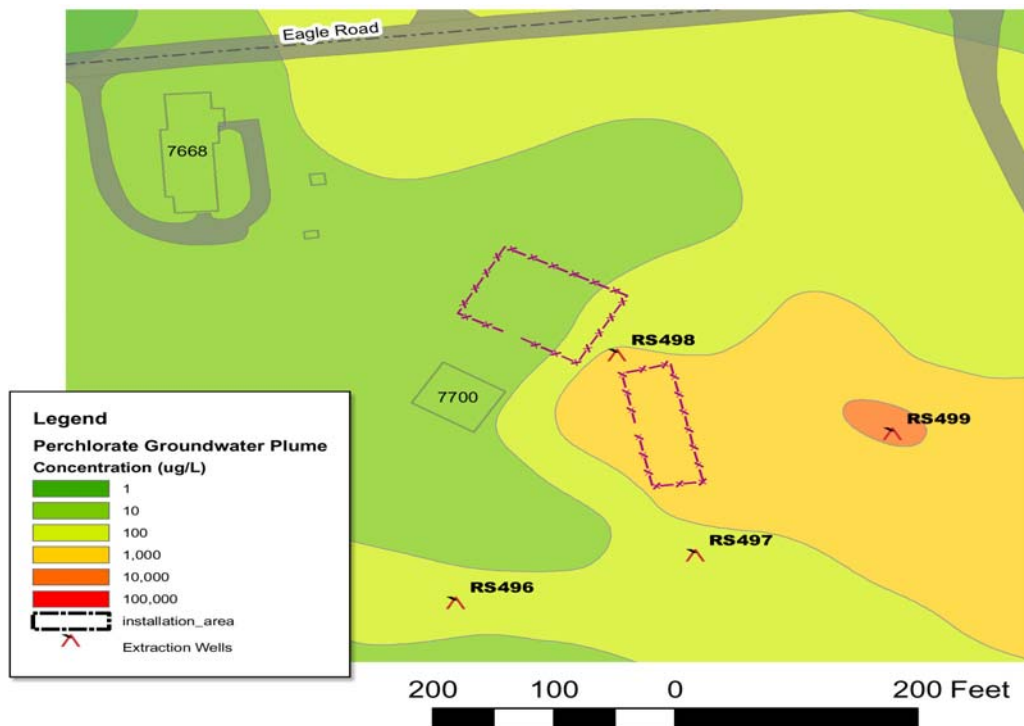 Eagle Road
7668
RS498
7700
RS499
RS497
RS496
Legend
Perchlorate Groundwater Plume
Concentration (ug/L)
1
10
100
1,000
10,000
100,000
installation_area
Extraction Wells
200 100 0 200 Feet